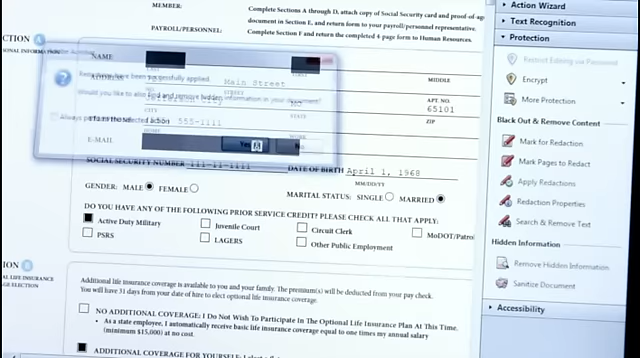 MEMBER:
Complete Sections A through D, attach copy of Social Security card and proof-of-ag
document in Section E, and return form to your payroll/personnel representative.
PAYROLL/PERSONNEL:
Complete Section F and return the completed 4-page form to Human Resources.
CTION A
NAME
Redactions have been successfully applied.
Main Street
STREET
MIDDLE
Would you like to also find and remove hidden information in your document?
APT. NO.
65101
CITY
ZIP
Always perform the selected action
555-1111
E-MAIL
Yes
No
SOCIAL SECURITY NUMBER 111-11-1111
DATE OF BIRTH April 1, 1968
MM/DD/YY
GENDER: MALE FEMALE
MARITAL STATUS: SINGLE MARRIED
DO YOU HAVE ANY OF THE FOLLOWING PRIOR SERVICE CREDIT? PLEASE CHECK ALL THAT APPLY:
Active Duty Military
Juvenile Court
Circuit Clerk
MoDOT/Patro
PSRS
LAGERS
Other Public Employment
ION B
AL LIFE INSURANCE
GE ELECTION
Additional life insurance coverage is available to you and your family. The premium(s) will be deducted from your pay check.
You will have 31 days from your date of hire to elect optional life insurance coverage.
NO ADDITIONAL COVERAGE: I Do Not Wish To Participate In The Optional Life Insurance Plan At This Time.
• As a state employee, I automatically receive basic life insurance coverage equal to one times my annual salary
(minimum $15,000) at no cost.
ADDITIONAL COVERAGE FOR YOURSELF:
Action Wizard
Text Recognition
Protection
Restrict Editing via Password
Encrypt
More Protection
Black Out & Remove Content
Mark for Redaction
Mark Pages to Redact
Apply Redactions
Redaction Properties
Search & Remove Text
Hidden Information
Remove Hidden Information
Sanitize Document
Accessibility